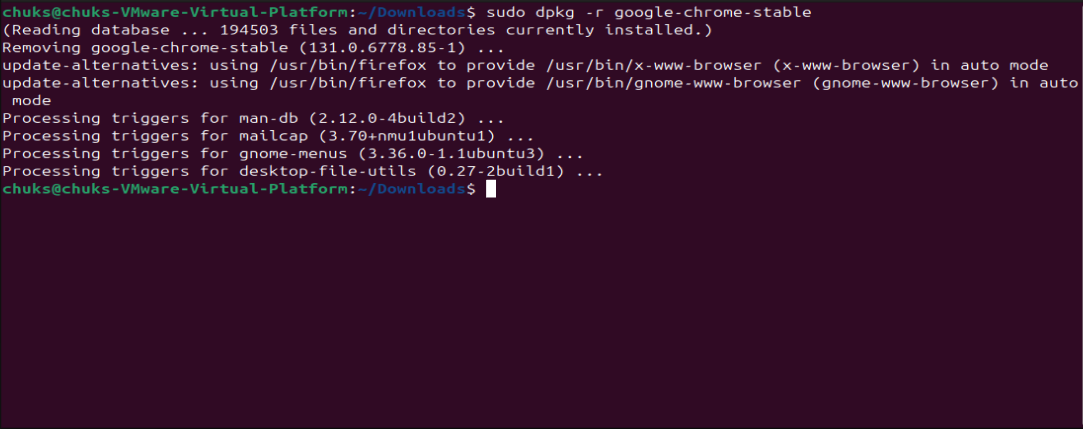 chuks@chuks-VMware-Virtual-Platform:~/Downloads$ sudo dpkg -r google-chrome-stable
(Reading database ... 194503 files and directories currently installed.)
Removing google-chrome-stable (131.0.6778.85-1) ...
update-alternatives: using /usr/bin/firefox to provide /usr/bin/x-www-browser (x-www-browser) in auto mode
update-alternatives: using /usr/bin/firefox to provide /usr/bin/gnome-www-browser (gnome-www-browser) in auto
 mode
Processing triggers for man-db (2.12.0-4build2) ...
Processing triggers for mailcap (3.70+nmu1ubuntu1) ...
Processing triggers for gnome-menus (3.36.0-1.1ubuntu3) ...
Processing triggers for desktop-file-utils (0.27-2build1) ...
chuks@chuks-VMware-Virtual-Platform:~/Downloads$